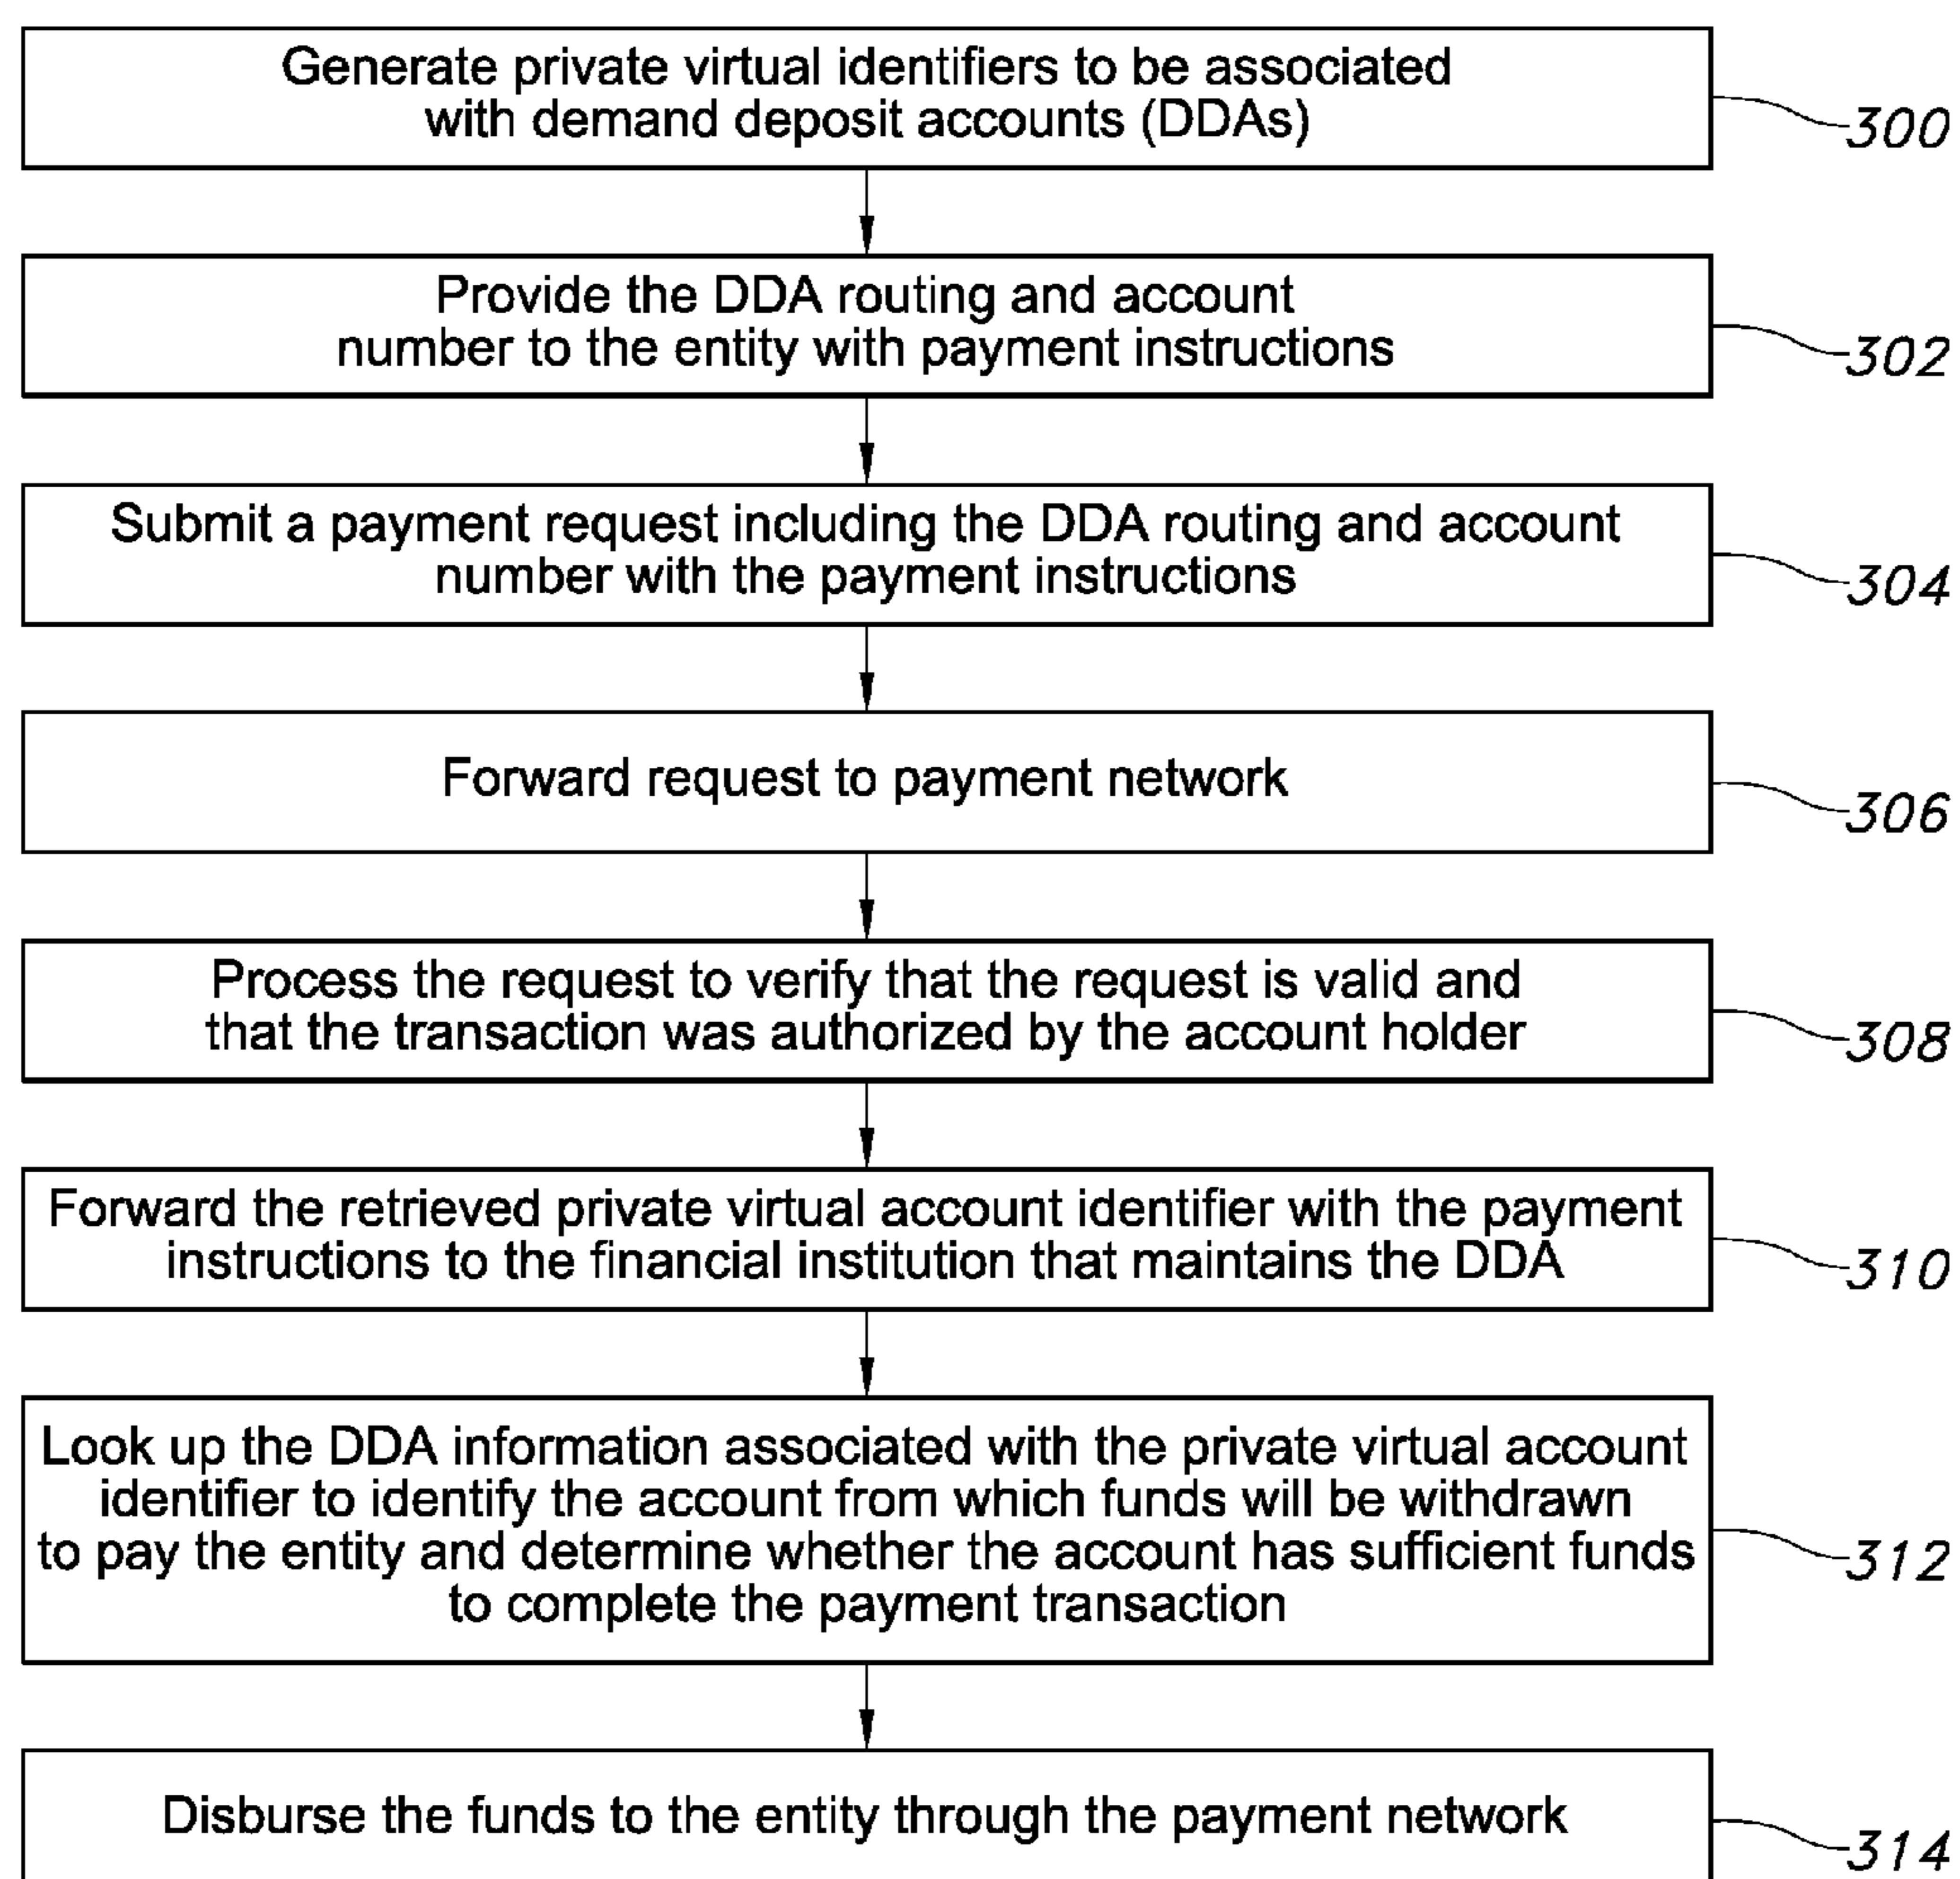 Generate private virtual identifiers to be associated
with demand deposit accounts (DDAs)
300
Provide the DDA routing and account
number to the entity with payment instructions
302
Submit a payment request including the DDA routing and account
number with the payment instructions
304
Forward request to payment network
306
Process the request to verify that the request is valid and
that the transaction was authorized by the account holder
308
Forward the retrieved private virtual account identifier with the payment
instructions to the financial institution that maintains the DDA
310
Look up the DDA information associated with the private virtual account
identifier to identify the account from which funds will be withdrawn
to pay the entity and determine whether the account has sufficient funds
to complete the payment transaction
312
Disburse the funds to the entity through the payment network
314